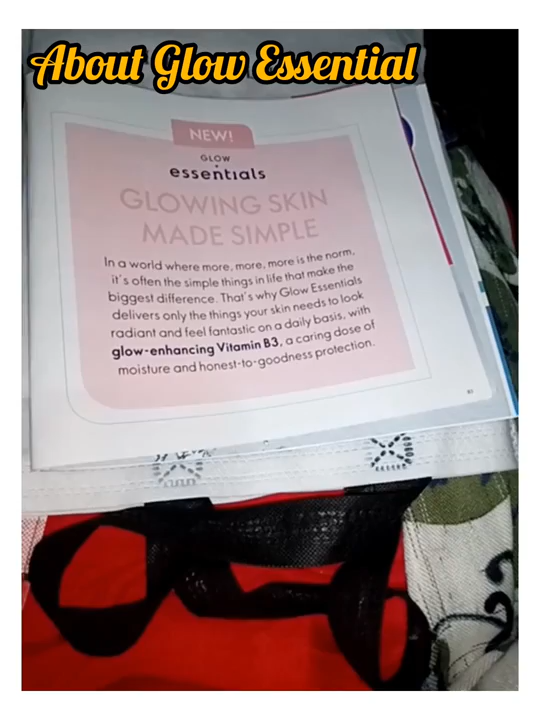 About Glow Essential
NEW!
GLOW
essentials
GLOWING SKIN
MADE SIMPLE
In a world where more, more, more is the norm,
it's often the simple things in life that make the
biggest difference. That's why Glow Essentials
delivers only the things your skin needs to look
radiant and feel fantastic on a daily basis, with
glow-enhancing Vitamin B3, a caring dose of
moisture and honest-to-goodness protection.